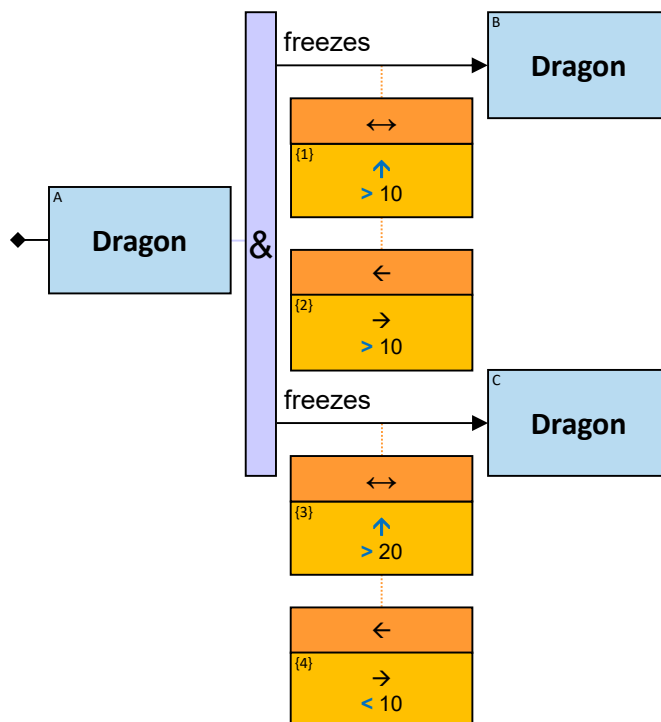 freezes
B
Dragon
↔
{1}
↑
> 10
A
Dragon
&
←
{2}
→
> 10
freezes
C
Dragon
↔
{3}
↑
> 20
←
{4}
→
< 10